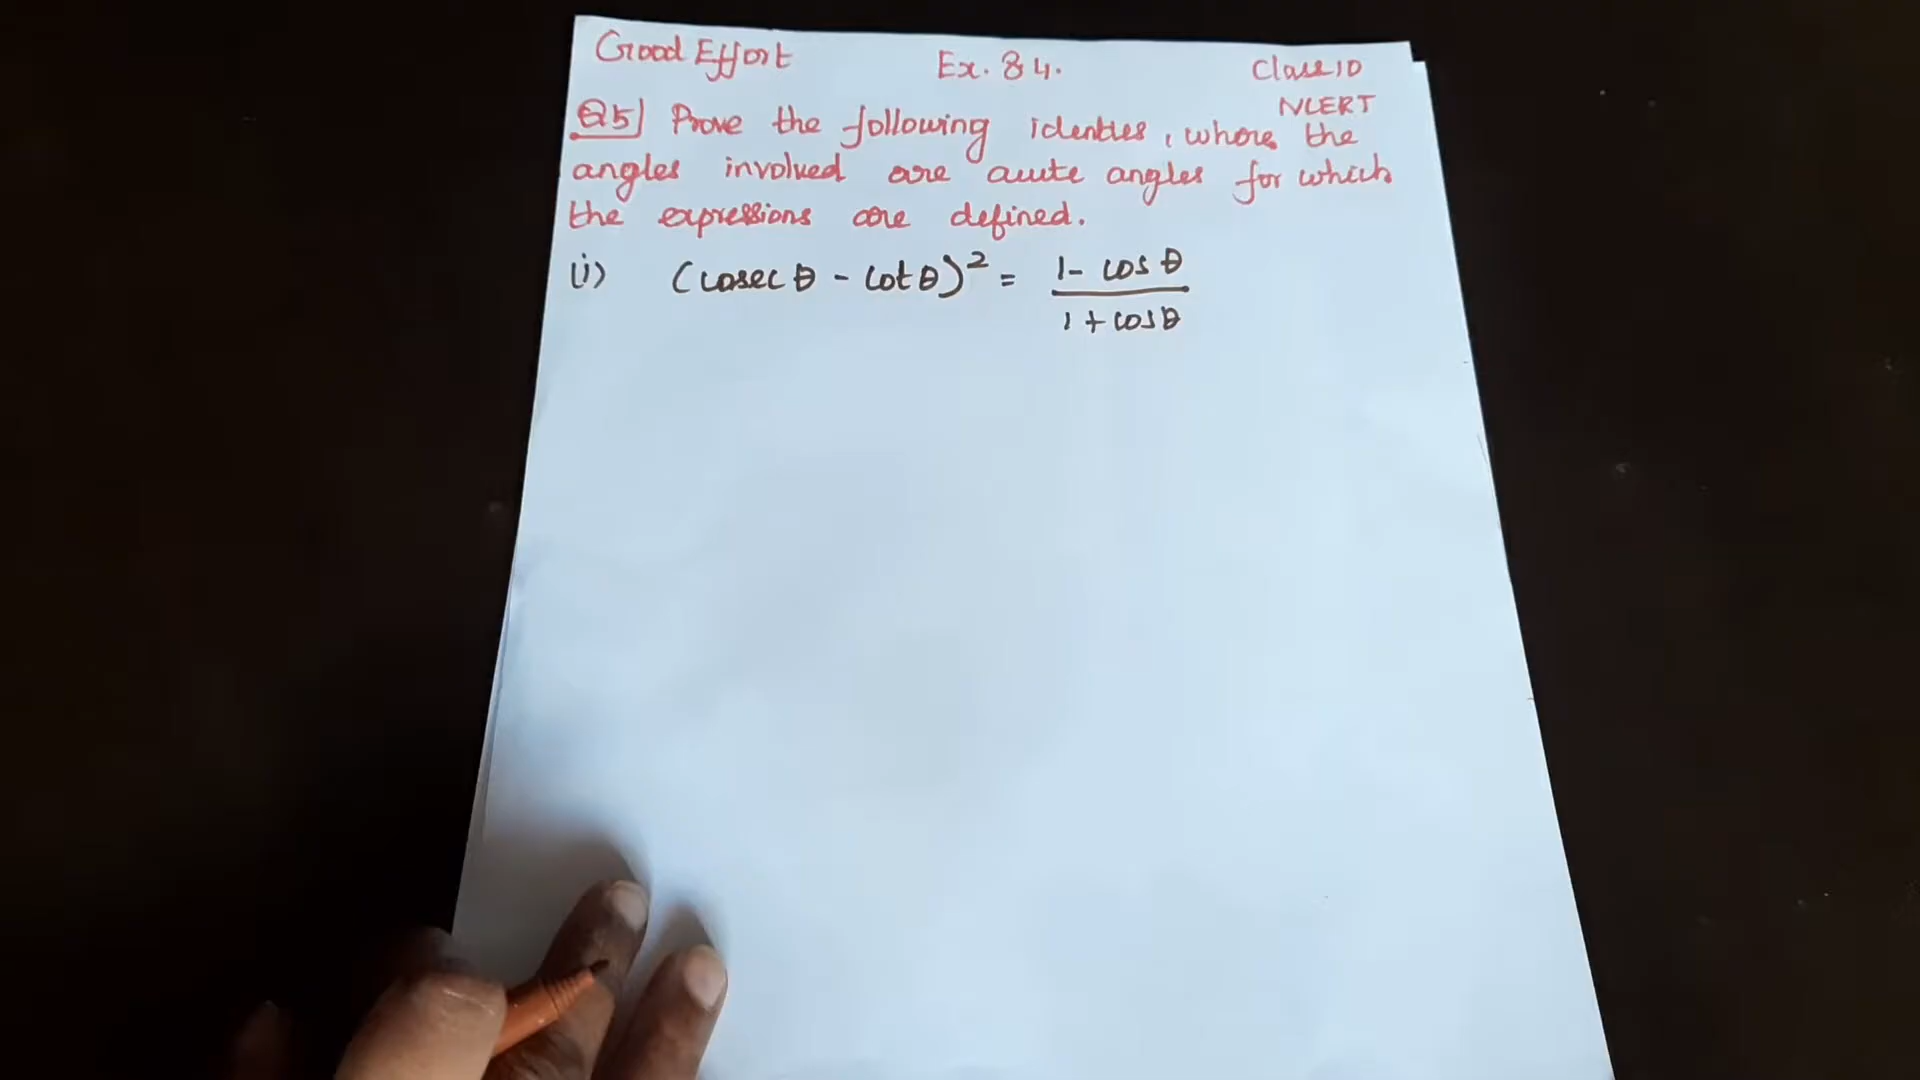 Good Effort Ex. 8.4. Class 10
NCERT
Q5) Prove the following identies, where the
angles involved are acute angles for which
the expressions are defined.
(i) (cosec θ - cot θ)² = 1 - cos θ
1 + cos θ